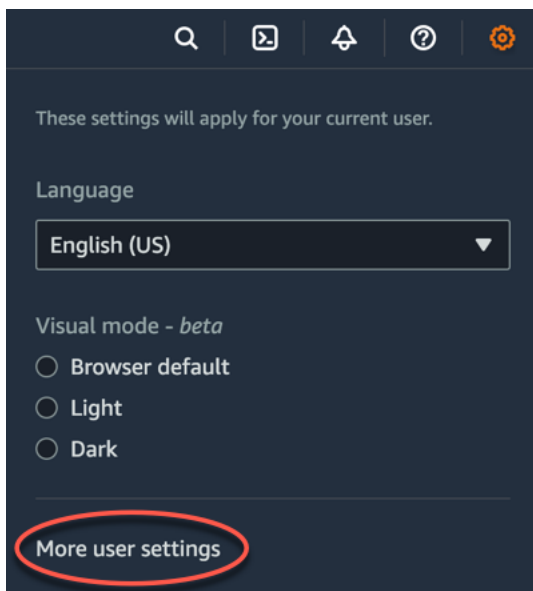 These settings will apply for your current user.
Language
English (US)
Visual mode - beta
Browser default
Light
Dark
More user settings